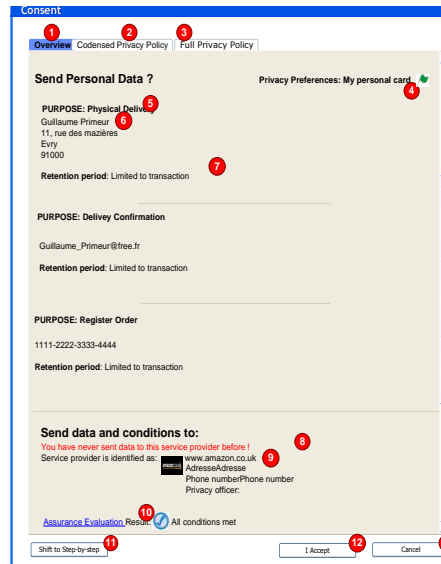 Consent
1 2 3
Overview Codensed Privacy Policy Full Privacy Policy
Send Personal Data ?
Privacy Preferences: My personal card
4
PURPOSE: Physical Delivery
5
Guillaume Primeur
6
11, rue des mazières
Evry
91000
7
Retention period: Limited to transaction
PURPOSE: Delivey Confirmation
Guillaume_Primeur@free.fr
Retention period: Limited to transaction
PURPOSE: Register Order
1111-2222-3333-4444
Retention period: Limited to transaction
Send data and conditions to:
You have never sent data to this service provider before !
8
Service provider is identified as: www.amazon.co.uk
9
AdresseAdresse
Phone numberPhone number
Privacy officer:
10
Assurance Evaluation Result: All conditions met
11 12
Shift to Step-by-step I Accept Cancel